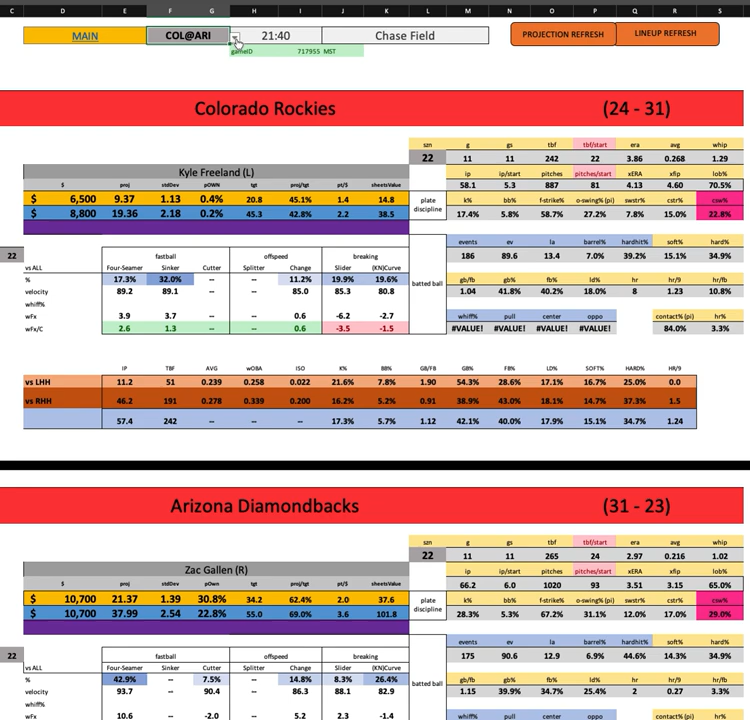 C D E F G H I J K L M N O P Q R S
MAIN COL@ARI 21:40 Chase Field PROJECTION REFRESH LINEUP REFRESH
gameID 717955 MST
Colorado Rockies (24 - 31)
szn g gs tbf tbf/start era avg whip
22 11 11 242 22 3.86 0.268 1.29
Kyle Freeland (L) ip ip/start pitches pitches/start xERA xfip lob%
$ proj stdDev pOWN tgt proj/tgt pt/$ sheetsValue 58.1 5.3 887 81 4.13 4.60 70.5%
$ 6,500 9.37 1.13 0.4% 20.8 45.1% 1.4 14.8 plate discipline k% bb% f-strike% o-swing% (pi) swstr% cstr% csw%
$ 8,800 19.36 2.18 0.2% 45.3 42.8% 2.2 38.5 17.4% 5.8% 58.7% 27.2% 7.8% 15.0% 22.8%
events ev la barrel% hardhit% soft% hard%
22 fastball offspeed breaking 186 89.6 13.4 7.0% 39.2% 15.1% 34.9%
vs ALL Four-Seamer Sinker Cutter Splitter Change Slider (KN)Curve
% 17.3% 32.0% -- -- 11.2% 19.9% 19.6% batted ball gb/fb gb% fb% ld% hr hr/9 hr/fb
velocity 89.2 89.1 -- -- 85.0 85.3 80.8 1.04 41.8% 40.2% 18.0% 8 1.23 10.8%
whiff%
wFx 3.9 3.7 -- -- 0.6 -6.2 -2.7 whiff% pull center oppo contact% (pi) hr%
wFx/C 2.6 1.3 -- -- 0.6 -3.5 -1.5 #VALUE! #VALUE! #VALUE! #VALUE! 84.0% 3.3%
IP TBF AVG wOBA ISO K% BB% GB/FB GB% FB% LD% SOFT% HARD% HR/9
vs LHH 11.2 51 0.239 0.258 0.022 21.6% 7.8% 1.90 54.3% 28.6% 17.1% 16.7% 25.0% 0.0
vs RHH 46.2 191 0.278 0.339 0.200 16.2% 5.2% 0.91 38.9% 43.0% 18.1% 14.7% 37.3% 1.5
57.4 242 -- -- -- 17.3% 5.7% 1.12 42.1% 40.0% 17.9% 15.1% 34.7% 1.24
Arizona Diamondbacks (31 - 23)
szn g gs tbf tbf/start era avg whip
22 11 11 265 24 2.97 0.216 1.02
Zac Gallen (R) ip ip/start pitches pitches/start xERA xfip lob%
$ proj stdDev pOwn tgt proj/tgt pt/$ sheetsValue 66.2 6.0 1020 93 3.51 3.15 65.0%
$ 10,700 21.37 1.39 30.8% 34.2 62.4% 2.0 37.6 plate discipline k% bb% f-strike% o-swing% (pi) swstr% cstr% csw%
$ 10,700 37.99 2.54 22.8% 55.0 69.0% 3.6 101.8 28.3% 5.3% 67.2% 31.1% 12.0% 17.0% 29.0%
events ev la barrel% hardhit% soft% hard%
22 fastball offspeed breaking 175 90.6 12.9 6.9% 44.6% 14.3% 34.9%
vs ALL Four-Seamer Sinker Cutter Splitter Change Slider (KN)Curve
% 42.9% -- 7.5% -- 14.8% 8.3% 26.4% batted ball gb/fb gb% fb% ld% hr hr/9 hr/fb
velocity 93.7 -- 90.4 -- 86.3 88.1 82.9 1.15 39.9% 34.7% 25.4% 2 0.27 3.3%
whiff%
wFx 10.6 -- -2.0 -- 5.2 2.3 -1.4 whiff% pull center oppo contact% (pi) hr%